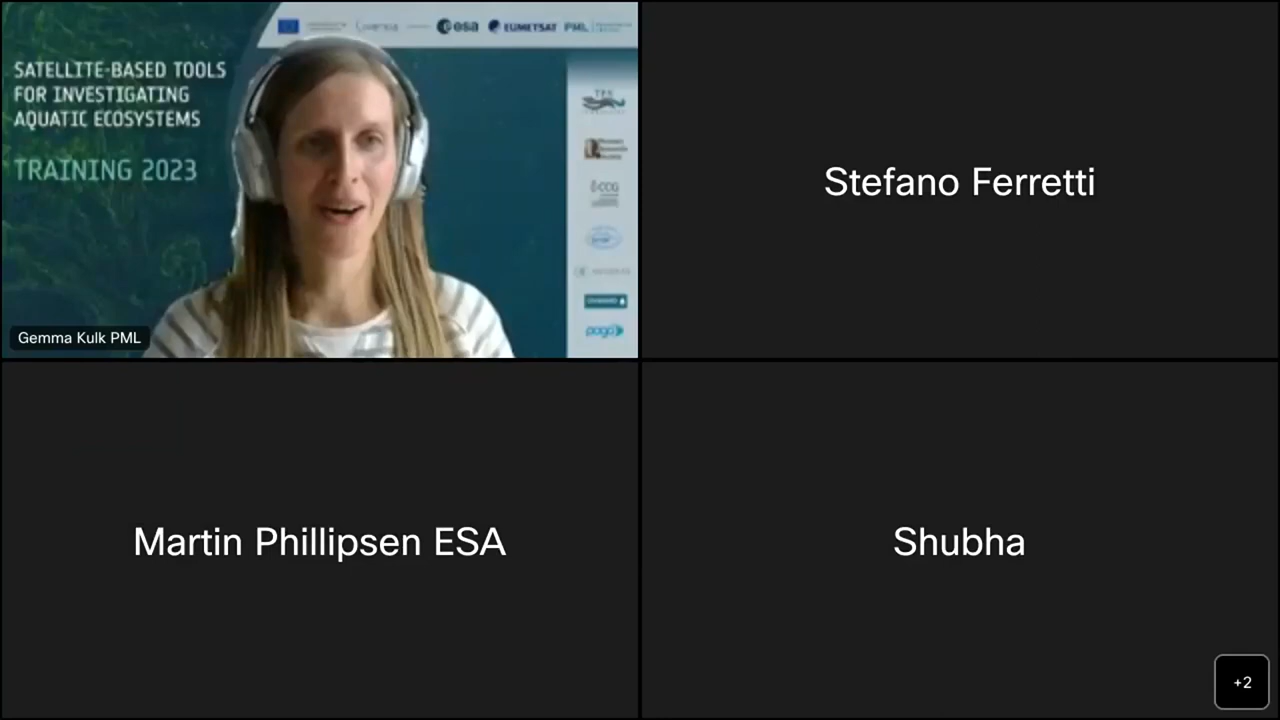 esa
EUMETSAT
PML
SATELLITE-BASED TOOLS
FOR INVESTIGATING
AQUATIC ECOSYSTEMS
TRAINING 2023
pogo
Gemma Kulk PML
Stefano Ferretti
Martin Phillipsen ESA
Shubha
+2